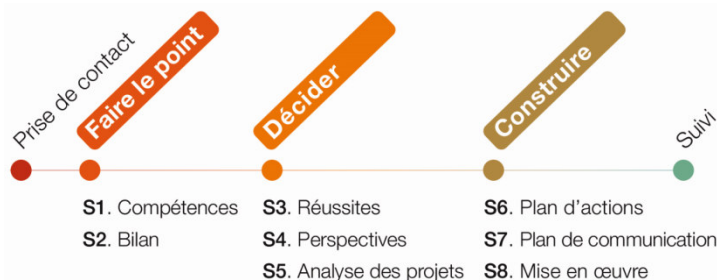 Prise de contact
Faire le point
Décider
Construire
Suivi
S1. Compétences
S2. Bilan
S3. Réussites
S4. Perspectives
S5. Analyse des projets
S6. Plan d'actions
S7. Plan de communication
S8. Mise en œuvre